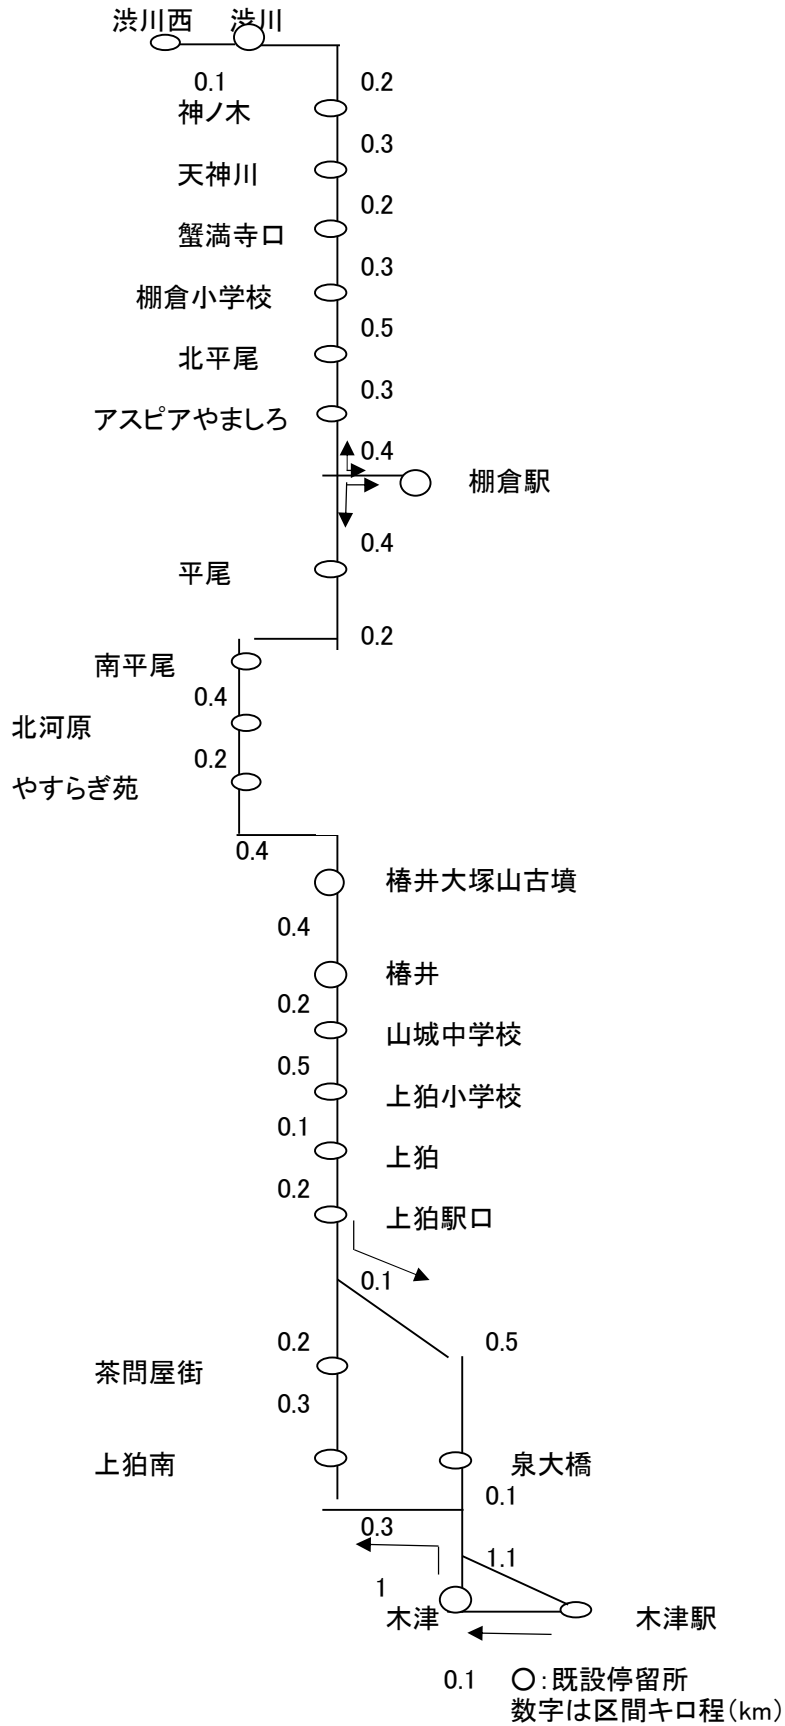 渋川西 渋川
0.1 0.2
神ノ木
0.3
天神川
0.2
蟹満寺口
0.3
棚倉小学校
0.5
北平尾
0.3
アスピアやましろ
0.4
棚倉駅
0.4
平尾
0.2
南平尾
0.4
北河原
0.2
やすらぎ苑
0.4
椿井大塚山古墳
0.4
椿井
0.2
山城中学校
0.5
上狛小学校
0.1
上狛
0.2
上狛駅口
0.1
0.2 0.5
茶問屋街
0.3
上狛南 泉大橋
0.1
0.3
1.1
1
木津 木津駅
0.1 ○:既設停留所
数字は区間キロ程(km)